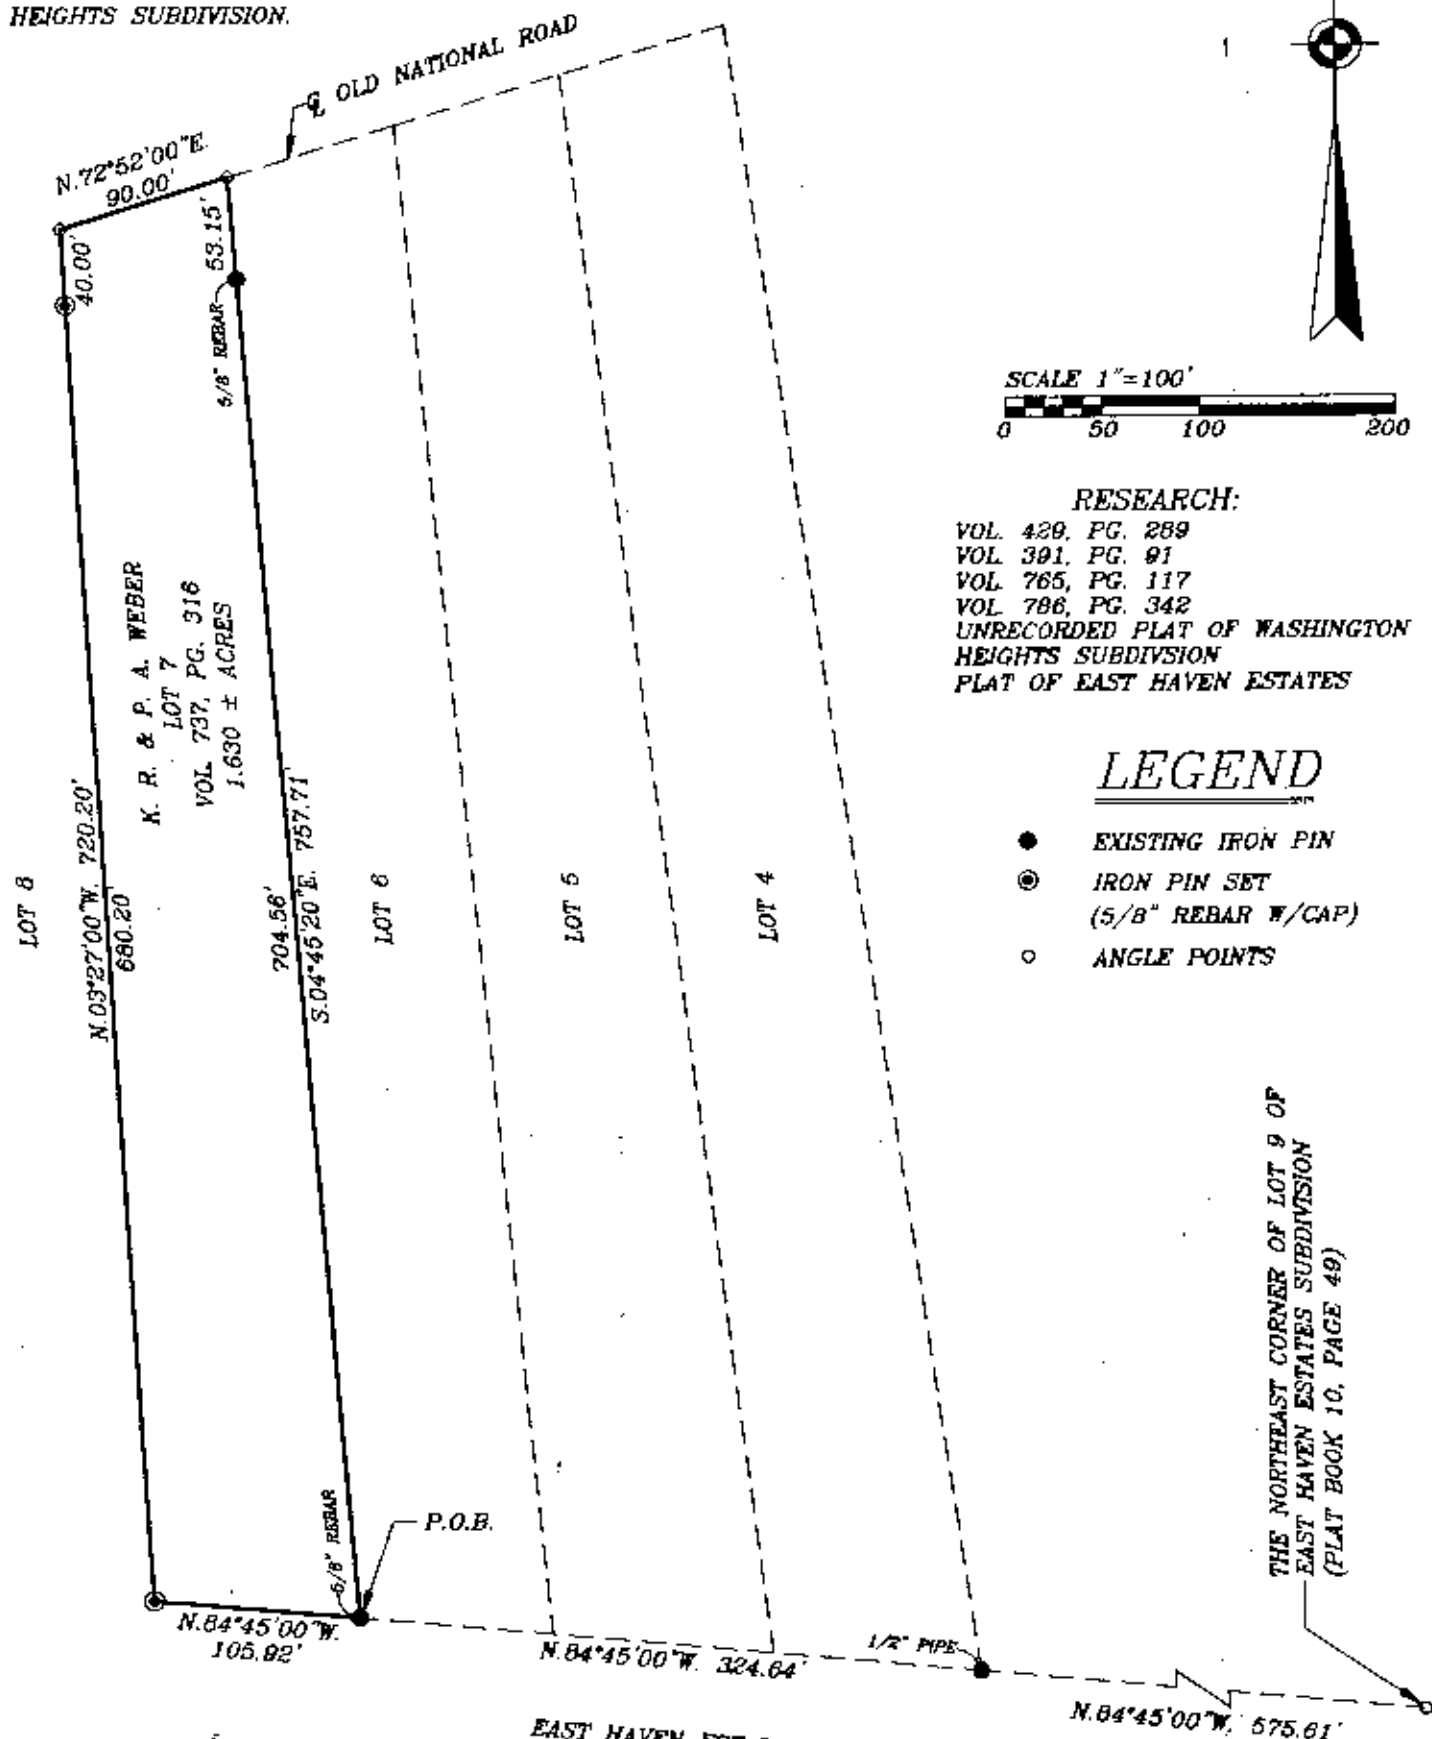 HEIGHTS SUBDIVISION.
℄ OLD NATIONAL ROAD
N.72°52'00"E.
90.00'
40.00'
53.15'
5/8" REBAR
1
SCALE 1"=100'
0 50 100 200
RESEARCH:
VOL. 429, PG. 289
VOL. 391, PG. 91
VOL. 765, PG. 117
VOL. 786, PG. 342
UNRECORDED PLAT OF WASHINGTON
HEIGHTS SUBDIVSION
PLAT OF EAST HAVEN ESTATES
LEGEND
EXISTING IRON PIN
IRON PIN SET
(5/8" REBAR W/CAP)
ANGLE POINTS
K. R. & P. A. WEBER
LOT 7
VOL. 737, PG. 316
1.630 ± ACRES
LOT 8
N.03°27'00"W. 720.20'
680.20'
704.56'
S.04°45'20"E. 757.71'
LOT 6
LOT 5
LOT 4
THE NORTHEAST CORNER OF LOT 9 OF
EAST HAVEN ESTATES SUBDIVISION
(PLAT BOOK 10, PAGE 49)
5/8" REBAR
P.O.B.
N.84°45'00"W.
105.92'
N.84°45'00"W. 324.64'
1/2" PIPE
N.84°45'00"W. 575.61'
EAST HAVEN